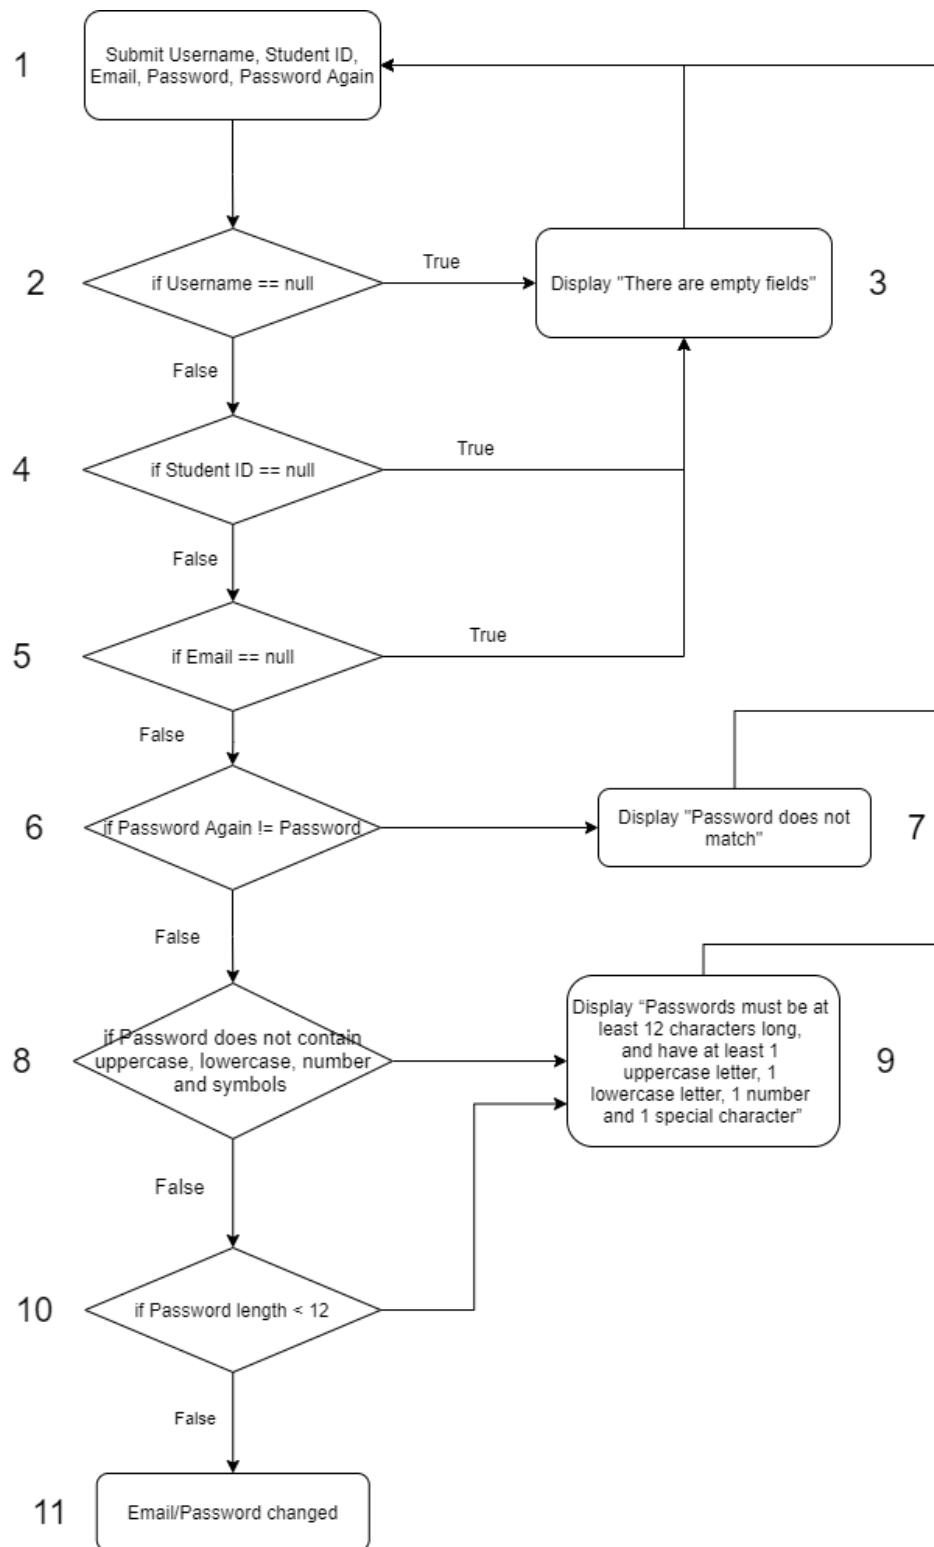 1
Submit Username, Student ID,
Email, Password, Password Again
2
if Username == null
True
Display "There are empty fields"
3
False
4
if Student ID == null
True
False
5
if Email == null
True
False
6
if Password Again != Password
Display "Password does not
match"
7
False
8
if Password does not contain
uppercase, lowercase, number
and symbols
Display “Passwords must be at
least 12 characters long,
and have at least 1
uppercase letter, 1
lowercase letter, 1 number
and 1 special character”
9
False
10
if Password length < 12
False
11
Email/Password changed